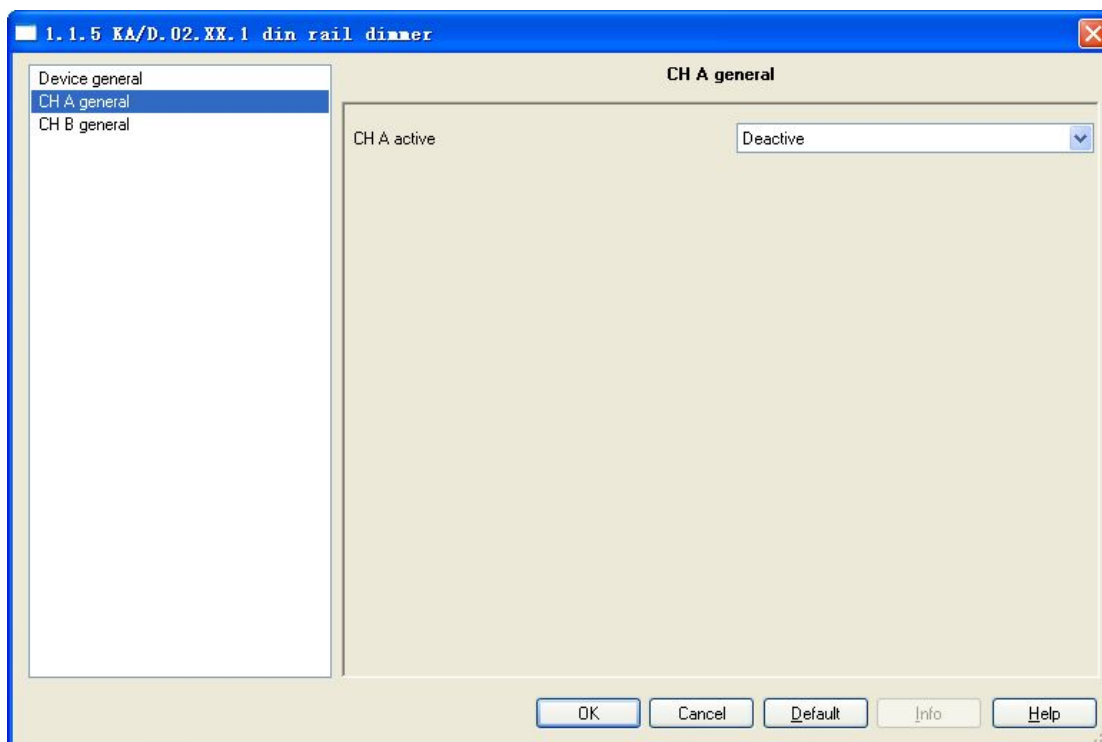 1.1.5 KA/D.02.XX.1 din rail dimmer
Device general
CH A general
CH B general
CH A general
CH A active
Deactive
OK
Cancel
Default
Info
Help